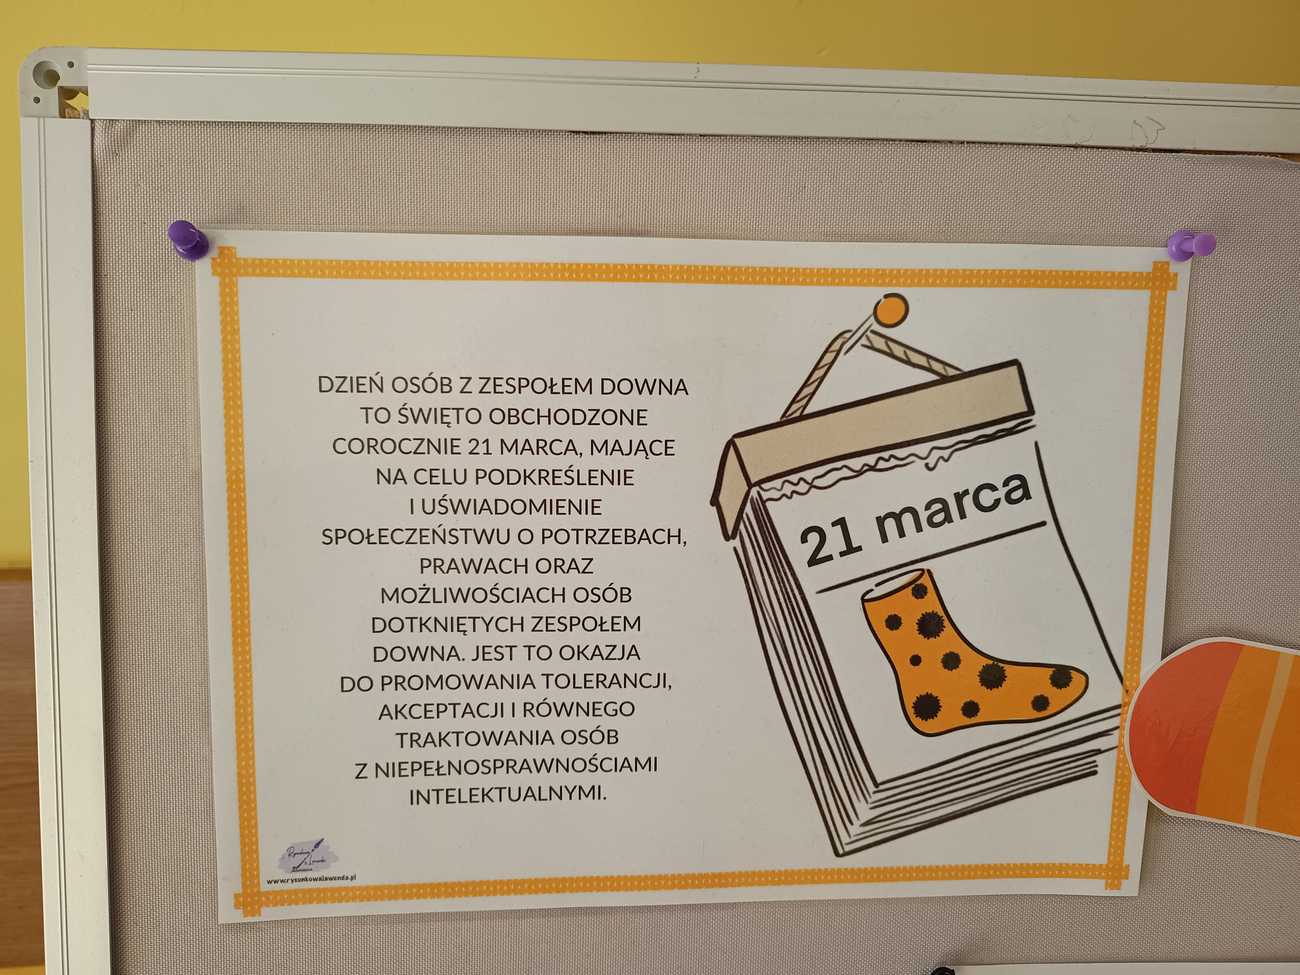 DZIEŃ OSÓB Z ZESPOŁEM DOWNA
TO ŚWIĘTO OBCHODZONE
COROCZNIE 21 MARCA, MAJĄCE
NA CELU PODKREŚLENIE
I UŚWIADOMIENIE
SPOŁECZEŃSTWU O POTRZEBACH,
PRAWACH ORAZ
MOŻLIWOŚCIACH OSÓB
DOTKNIĘTYCH ZESPOŁEM
DOWNA. JEST TO OKAZJA
DO PROMOWANIA TOLERANCJI,
AKCEPTACJI I RÓWNEGO
TRAKTOWANIA OSÓB
Z NIEPEŁNOSPRAWNOŚCIAMI
INTELEKTUALNYMI.
21 marca
www.rysunkowalawenda.pl